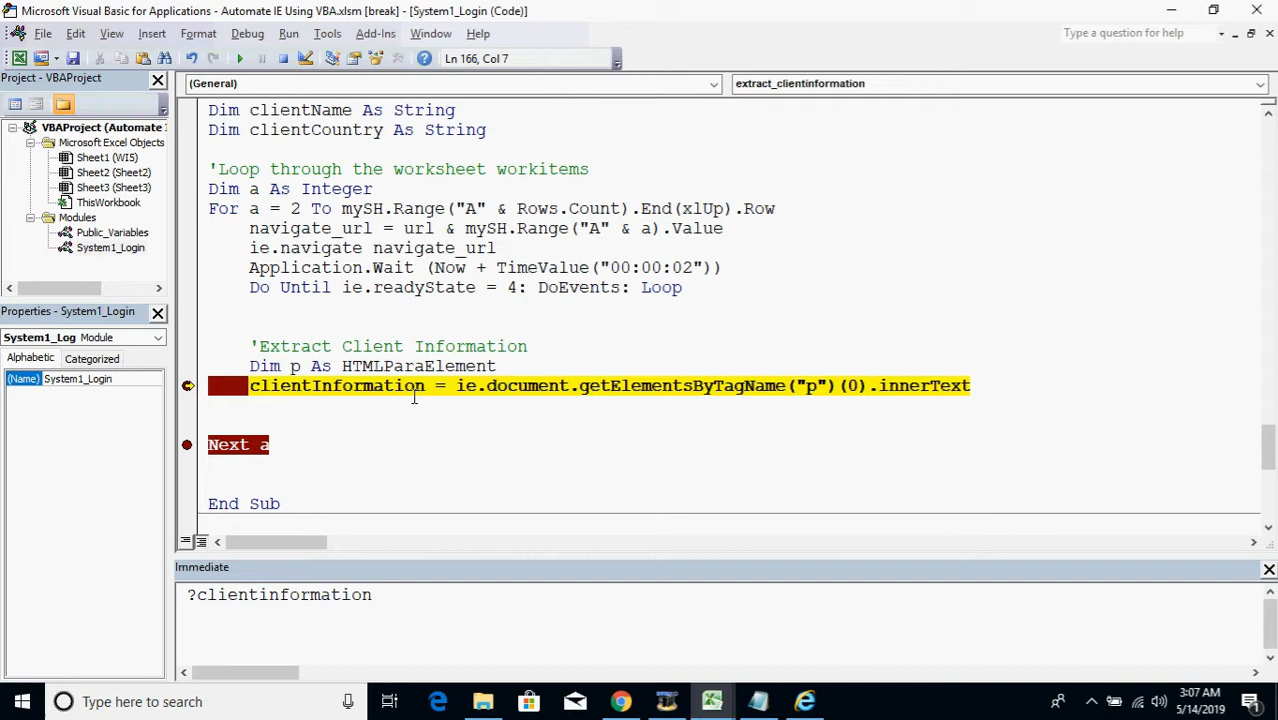 Microsoft Visual Basic for Applications - Automate IE Using VBA.xlsm [break] - [System1_Login (Code)]
File Edit View Insert Format Debug Run Tools Add-Ins Window Help
Type a question for help
Ln 166, Col 7
Project - VBAProject
(General)
extract_clientinformation
VBAProject (Automate I
Microsoft Excel Objects
Sheet1 (WI5)
Sheet2 (Sheet2)
Sheet3 (Sheet3)
ThisWorkbook
Modules
Public_Variables
System1_Login
Properties - System1_Login
System1_Log Module
Alphabetic Categorized
(Name) System1_Login
Dim clientName As String
Dim clientCountry As String
'Loop through the worksheet workitems
Dim a As Integer
For a = 2 To mySH.Range("A" & Rows.Count).End(xlUp).Row
navigate_url = url & mySH.Range("A" & a).Value
ie.navigate navigate_url
Application.Wait (Now + TimeValue("00:00:02"))
Do Until ie.readyState = 4: DoEvents: Loop
'Extract Client Information
Dim p As HTMLParaElement
clientInformation = ie.document.getElementsByTagName("p")(0).innerText
Next a
End Sub
Immediate
?clientinformation
Type here to search
3:07 AM
5/14/2019